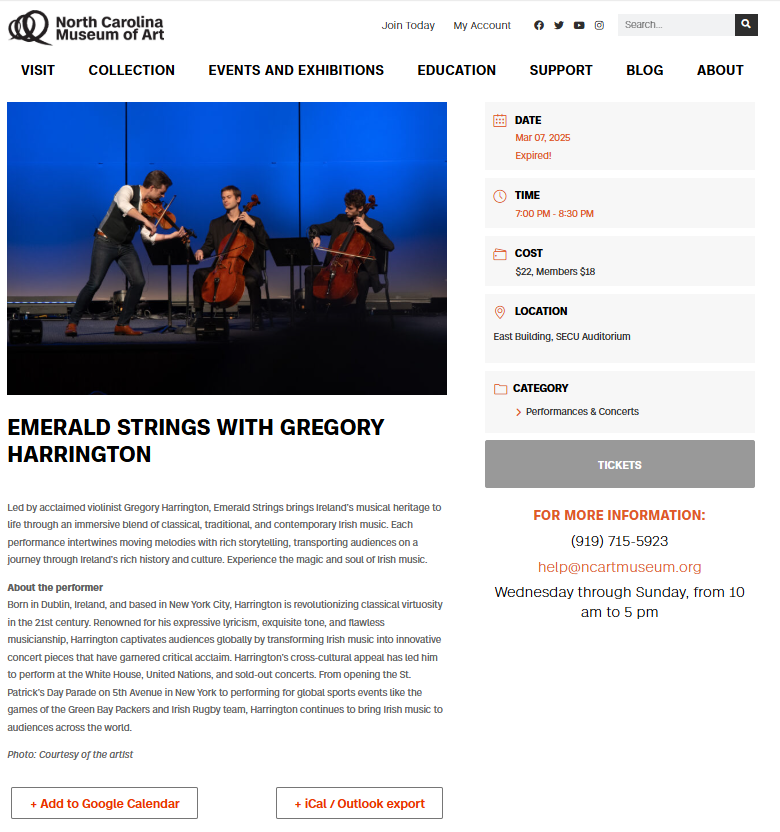 North Carolina
Museum of Art
Join Today My Account
Search...
VISIT COLLECTION EVENTS AND EXHIBITIONS EDUCATION SUPPORT BLOG ABOUT
EMERALD STRINGS WITH GREGORY
HARRINGTON
Led by acclaimed violinist Gregory Harrington, Emerald Strings brings Ireland's musical heritage to
life through an immersive blend of classical, traditional, and contemporary Irish music. Each
performance intertwines moving melodies with rich storytelling, transporting audiences on a
journey through Ireland's rich history and culture. Experience the magic and soul of Irish music.
About the performer
Born in Dublin, Ireland, and based in New York City, Harrington is revolutionizing classical virtuosity
in the 21st century. Renowned for his expressive lyricism, exquisite tone, and flawless
musicianship, Harrington captivates audiences globally by transforming Irish music into innovative
concert pieces that have garnered critical acclaim. Harrington's cross-cultural appeal has led him
to perform at the White House, United Nations, and sold-out concerts. From opening the St.
Patrick's Day Parade on 5th Avenue in New York to performing for global sports events like the
games of the Green Bay Packers and Irish Rugby team, Harrington continues to bring Irish music to
audiences across the world.
Photo: Courtesy of the artist
+ Add to Google Calendar
+ iCal / Outlook export
DATE
Mar 07, 2025
Expired!
TIME
7:00 PM - 8:30 PM
COST
$22, Members $18
LOCATION
East Building, SECU Auditorium
CATEGORY
Performances & Concerts
TICKETS
FOR MORE INFORMATION:
(919) 715-5923
help@ncartmuseum.org
Wednesday through Sunday, from 10
am to 5 pm